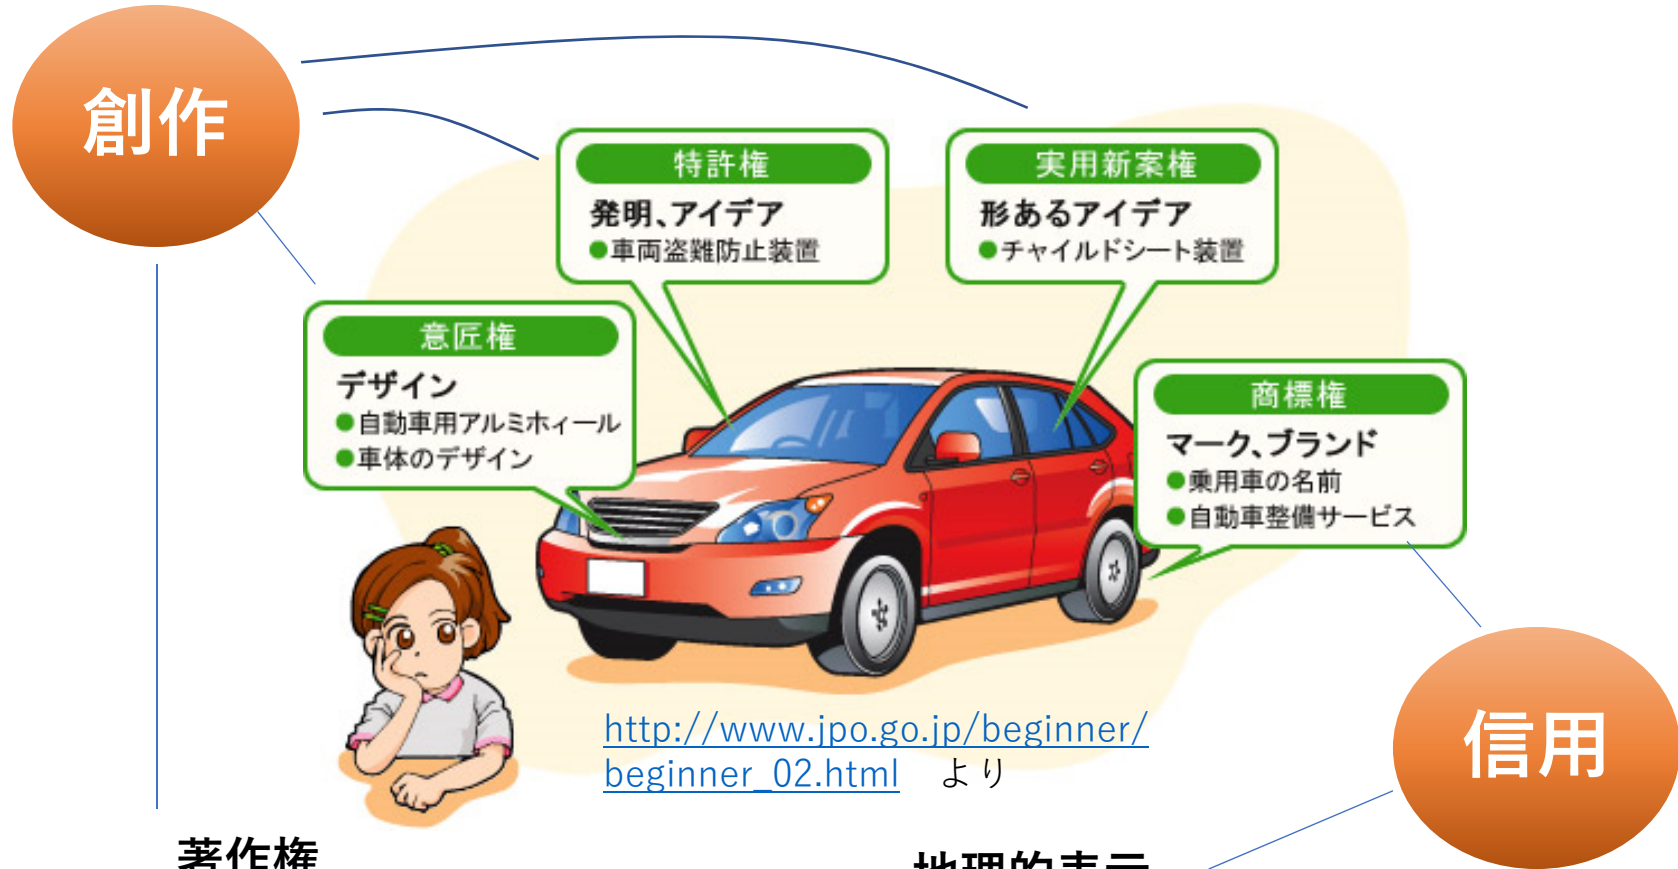 創作
特許権
発明、アイデア
●車両盗難防止装置
実用新案権
形あるアイデア
●チャイルドシート装置
意匠権
デザイン
●自動車用アルミホィール
●車体のデザイン
商標権
マーク、ブランド
●乗用車の名前
●自動車整備サービス
http://www.jpo.go.jp/beginner/
beginner_02.html　より
信用
著作権
地理的表示